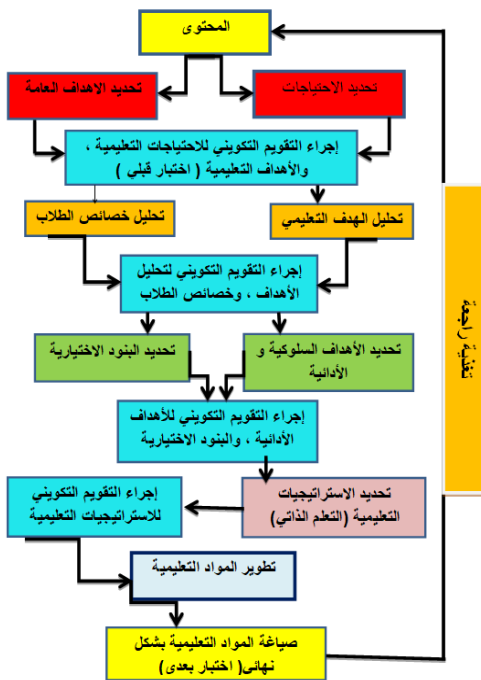 المحتوى
تحديد الاحتياجات
تحديد الاهداف العامة
إجراء التقويم التكويني للاحتياجات التعليمية ،
والأهداف التعليمية ( اختبار قبلي )
تحليل الهدف التعليمي
تحليل خصائص الطلاب
إجراء التقويم التكويني لتحليل
الأهداف ، وخصائص الطلاب
تحديد الأهداف السلوكية و
الأدائية
تحديد البنود الاختيارية
إجراء التقويم التكويني للأهداف
الأدائية ، والبنود الاختيارية
تحديد الاستراتيجيات
التعليمية (التعلم الذاتي)
إجراء التقويم التكويني
للاستراتيجيات التعليمية
تطوير المواد التعليمية
صياغة المواد التعليمية بشكل
نهائي( اختبار بعدى)
تغذية راجعة